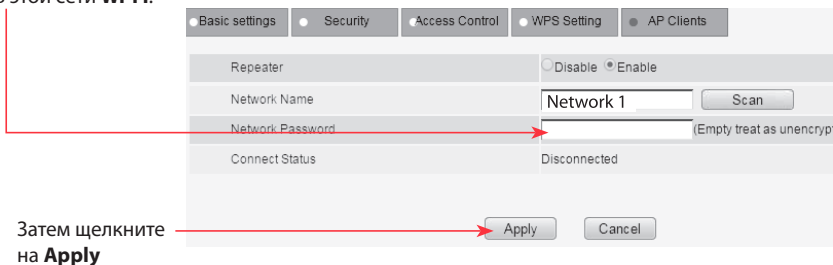 этой сети Wi-Fi.
Basic settings Security Access Control WPS Setting AP Clients
Repeater Disable Enable
Network Name Network 1 Scan
Network Password (Empty treat as unencrypt
Connect Status Disconnected
Затем щелкните Apply Cancel
на Apply